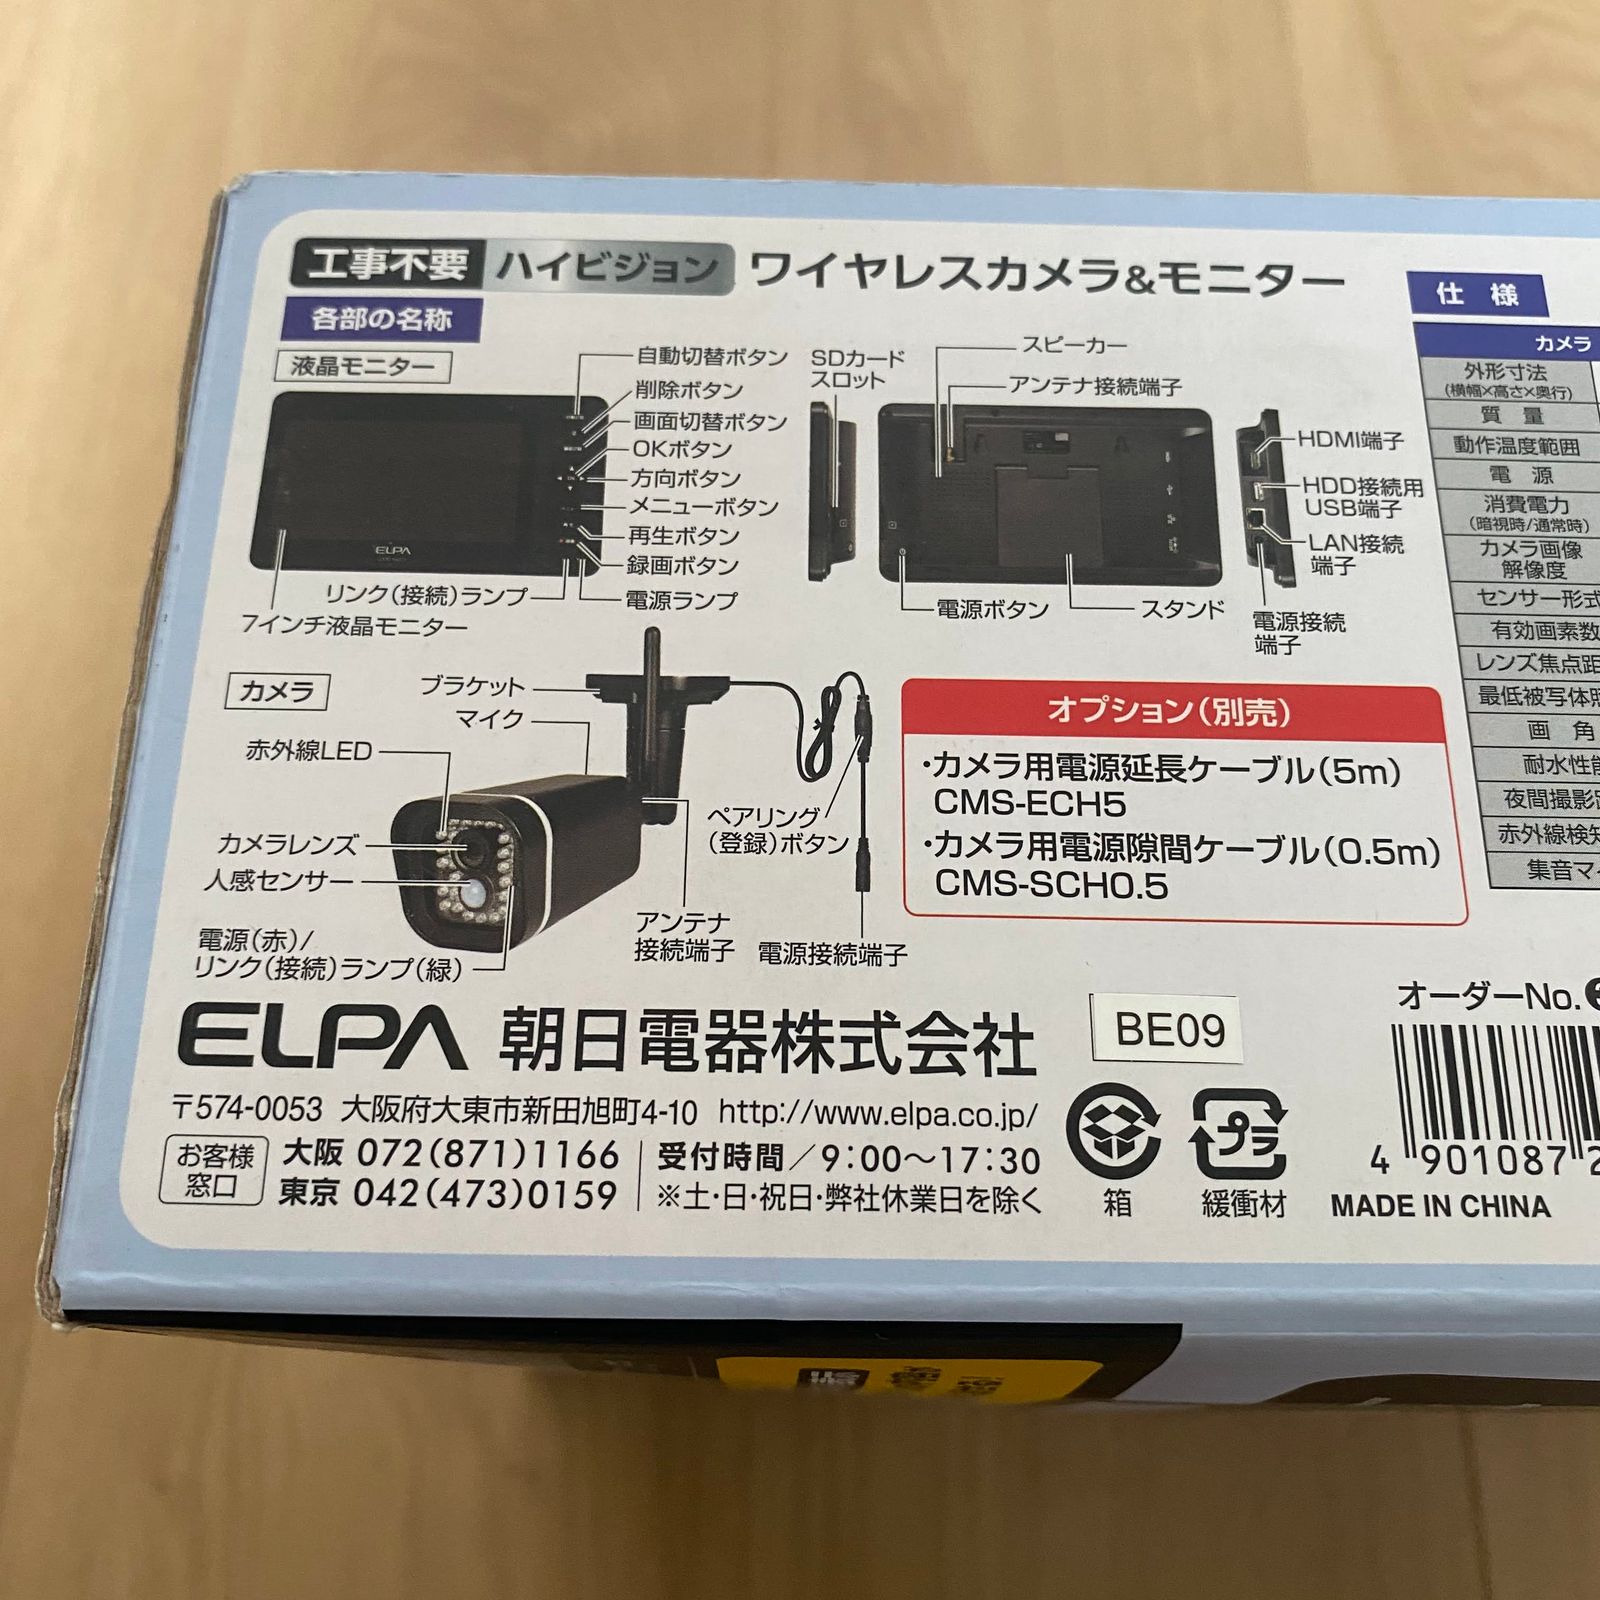 工事不要 ハイビジョン ワイヤレスカメラ&モニター
各部の名称
液晶モニター
自動切替ボタン
削除ボタン
画面切替ボタン
OKボタン
方向ボタン
メニューボタン
再生ボタン
録画ボタン
電源ランプ
リンク(接続)ランプ
7インチ液晶モニター
ELPA
SDカード
スロット
スピーカー
アンテナ接続端子
電源ボタン
スタンド
HDMI端子
HDD接続用
USB端子
LAN接続
端子
電源接続
端子
カメラ
ブラケット
マイク
赤外線LED
カメラレンズ
人感センサー
電源(赤)/
リンク(接続)ランプ(緑)
アンテナ
接続端子
ペアリング
(登録)ボタン
電源接続端子
オプション(別売)
・カメラ用電源延長ケーブル(5m)
CMS-ECH5
・カメラ用電源隙間ケーブル(0.5m)
CMS-SCH0.5
仕様
カメラ
外形寸法
(横幅×高さ×奥行)
質量
動作温度範囲
電源
消費電力
(暗視時/通常時)
カメラ画像
解像度
センサー形式
有効画素数
レンズ焦点距
最低被写体照
画角
耐水性能
夜間撮影距
赤外線検知
集音マイ
ELPA 朝日電器株式会社
BE09
〒574-0053 大阪府大東市新田旭町4-10 http://www.elpa.co.jp/
お客様
窓口
大阪 072(871)1166
東京 042(473)0159
受付時間/9:00~17:30
※土・日・祝日・弊社休業日を除く
プラ
箱
緩衝材
オーダーNo.
4 901087 2
MADE IN CHINA